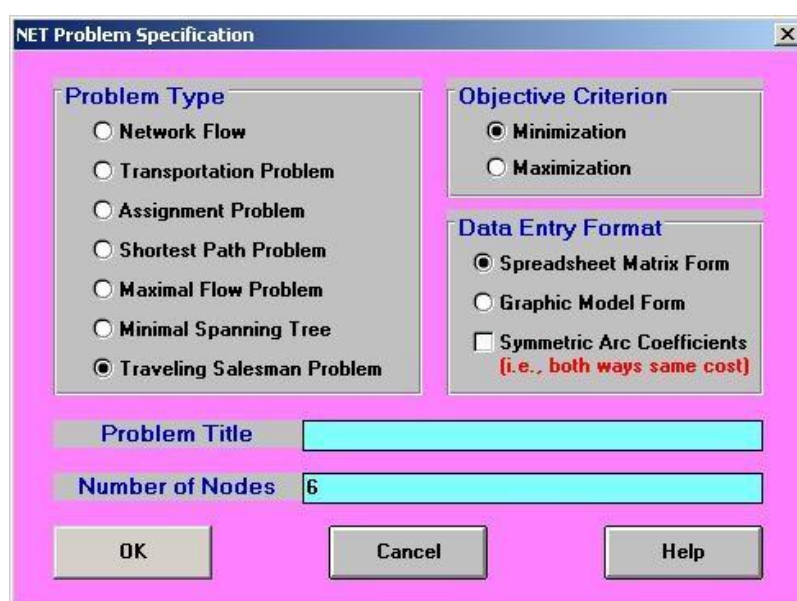 NET Problem Specification
Problem Type
Network Flow
Transportation Problem
Assignment Problem
Shortest Path Problem
Maximal Flow Problem
Minimal Spanning Tree
Traveling Salesman Problem
Objective Criterion
Minimization
Maximization
Data Entry Format
Spreadsheet Matrix Form
Graphic Model Form
Symmetric Arc Coefficients
(i.e., both ways same cost)
Problem Title
Number of Nodes 6
OK Cancel Help